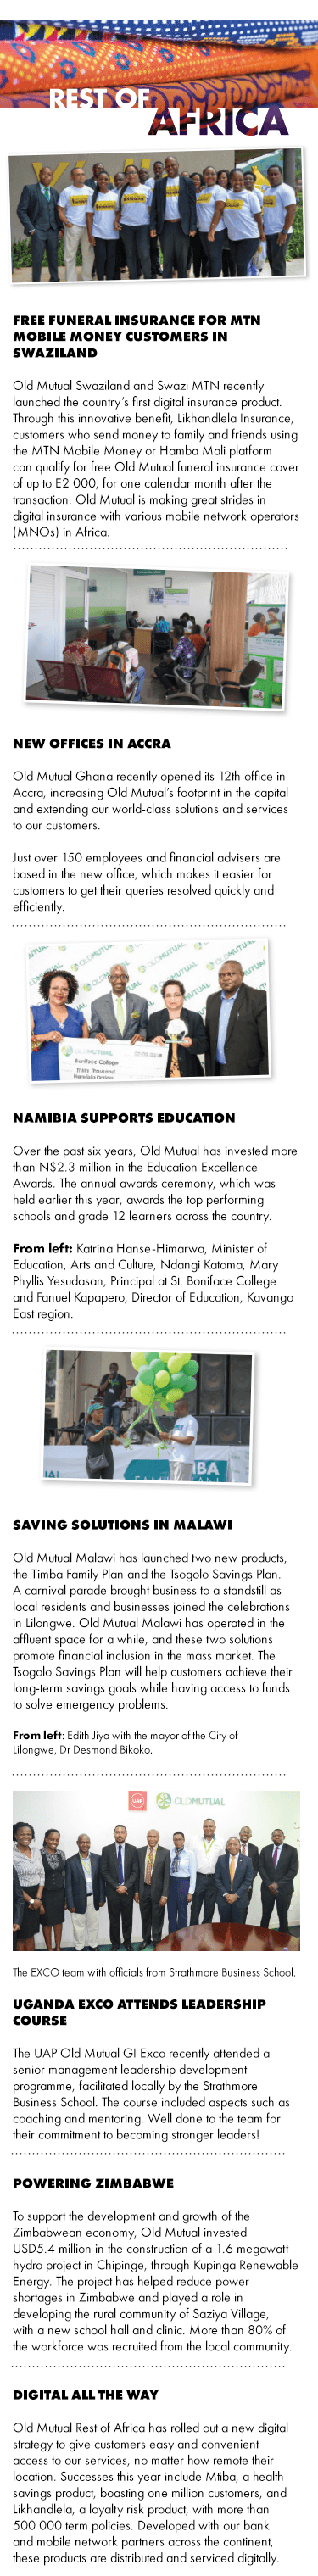 REST OF
AFRICA
FREE FUNERAL INSURANCE FOR MTN
MOBILE MONEY CUSTOMERS IN
SWAZILAND
Old Mutual Swaziland and Swazi MTN recently
launched the country's first digital insurance product.
Through this innovative benefit, Likhandlela Insurance,
customers who send money to family and friends using
the MTN Mobile Money or Hamba Mali platform
can qualify for free Old Mutual funeral insurance cover
of up to E2 000, for one calendar month after the
transaction. Old Mutual is making great strides in
digital insurance with various mobile network operators
(MNOs) in Africa.
NEW OFFICES IN ACCRA
Old Mutual Ghana recently opened its 12th office in
Accra, increasing Old Mutual's footprint in the capital
and extending our world-class solutions and services
to our customers.
Just over 150 employees and financial advisers are
based in the new office, which makes it easier for
customers to get their queries resolved quickly and
efficiently.
OLDMUTUAL
Boniface College
NAMIBIA SUPPORTS EDUCATION
Over the past six years, Old Mutual has invested more
than N$2.3 million in the Education Excellence
Awards. The annual awards ceremony, which was
held earlier this year, awards the top performing
schools and grade 12 learners across the country.
From left: Katrina Hanse-Himarwa, Minister of
Education, Arts and Culture, Ndangi Katoma, Mary
Phyllis Yesudasan, Principal at St. Boniface College
and Fanuel Kapapero, Director of Education, Kavango
East region.
SAVING SOLUTIONS IN MALAWI
Old Mutual Malawi has launched two new products,
the Timba Family Plan and the Tsogolo Savings Plan.
A carnival parade brought business to a standstill as
local residents and businesses joined the celebrations
in Lilongwe. Old Mutual Malawi has operated in the
affluent space for a while, and these two solutions
promote financial inclusion in the mass market. The
Tsogolo Savings Plan will help customers achieve their
long-term savings goals while having access to funds
to solve emergency problems.
From left: Edith Jiya with the mayor of the City of
Lilongwe, Dr Desmond Bikoko.
UAP OLDMUTUAL
The EXCO team with officials from Strathmore Business School.
UGANDA EXCO ATTENDS LEADERSHIP
COURSE
The UAP Old Mutual GI Exco recently attended a
senior management leadership development
programme, facilitated locally by the Strathmore
Business School. The course included aspects such as
coaching and mentoring. Well done to the team for
their commitment to becoming stronger leaders!
POWERING ZIMBABWE
To support the development and growth of the
Zimbabwean economy, Old Mutual invested
USD5.4 million in the construction of a 1.6 megawatt
hydro project in Chipinge, through Kupinga Renewable
Energy. The project has helped reduce power
shortages in Zimbabwe and played a role in
developing the rural community of Saziya Village,
with a new school hall and clinic. More than 80% of
the workforce was recruited from the local community.
DIGITAL ALL THE WAY
Old Mutual Rest of Africa has rolled out a new digital
strategy to give customers easy and convenient
access to our services, no matter how remote their
location. Successes this year include Mtiba, a health
savings product, boasting one million customers, and
Likhandlela, a loyalty risk product, with more than
500 000 term policies. Developed with our bank
and mobile network partners across the continent,
these products are distributed and serviced digitally.